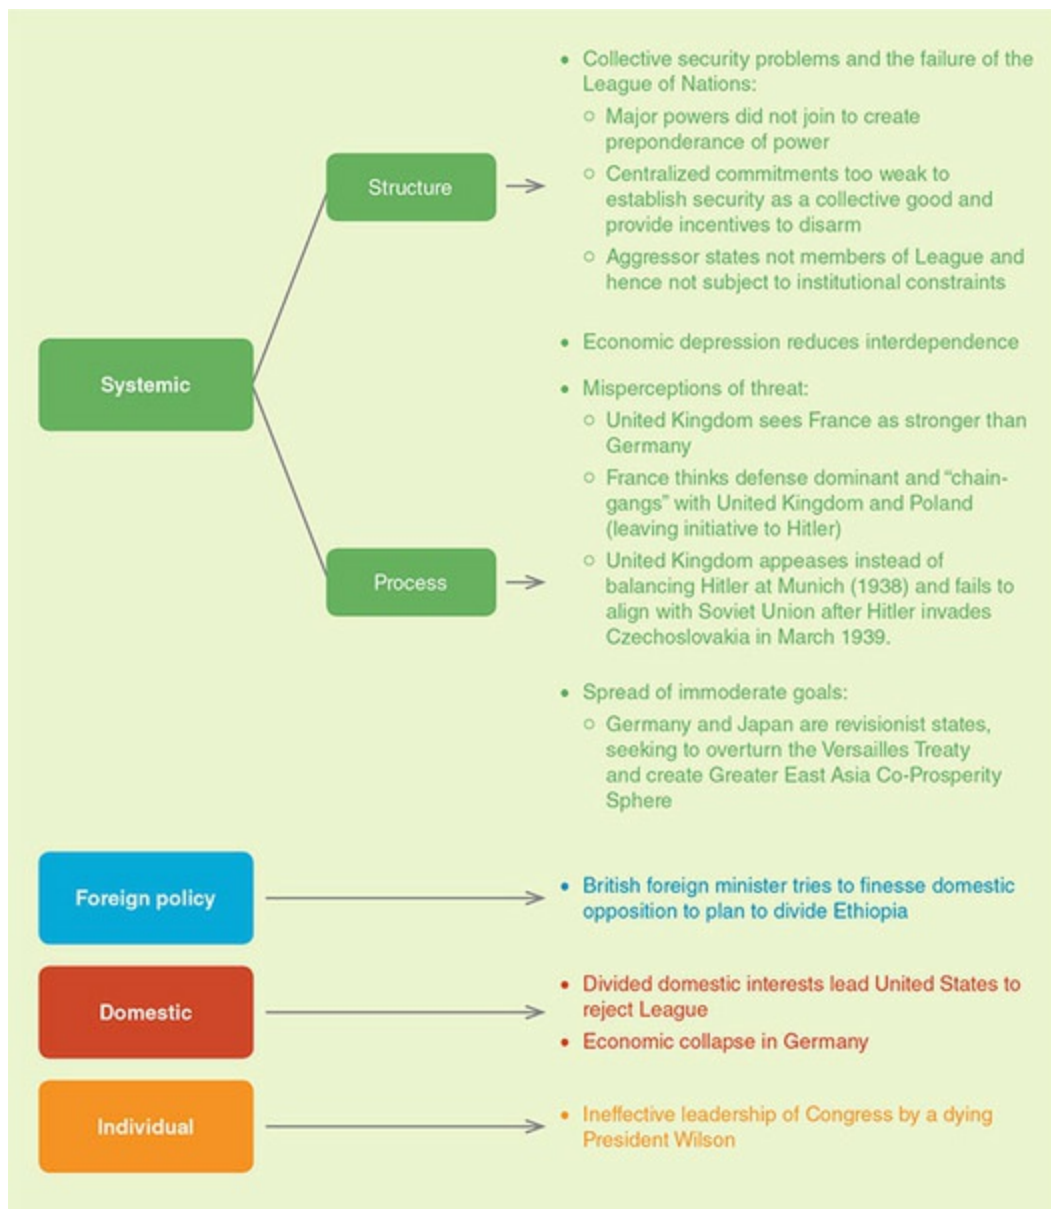 Collective security problems and the failure of the
League of Nations:
Major powers did not join to create
preponderance of power
Structure
Centralized commitments too weak to
establish security as a collective good and
provide incentives to disarm
Aggressor states not members of League and
hence not subject to institutional constraints
Systemic
Economic depression reduces interdependence
Misperceptions of threat:
United Kingdom sees France as stronger than
Germany
France thinks defense dominant and “chain-
gangs” with United Kingdom and Poland
(leaving initiative to Hitler)
Process
United Kingdom appeases instead of
balancing Hitler at Munich (1938) and fails to
align with Soviet Union after Hitler invades
Czechoslovakia in March 1939.
Spread of immoderate goals:
Germany and Japan are revisionist states,
seeking to overturn the Versailles Treaty
and create Greater East Asia Co-Prosperity
Sphere
Foreign policy
British foreign minister tries to finesse domestic
opposition to plan to divide Ethiopia
Domestic
Divided domestic interests lead United States to
reject League
Economic collapse in Germany
Individual
Ineffective leadership of Congress by a dying
President Wilson